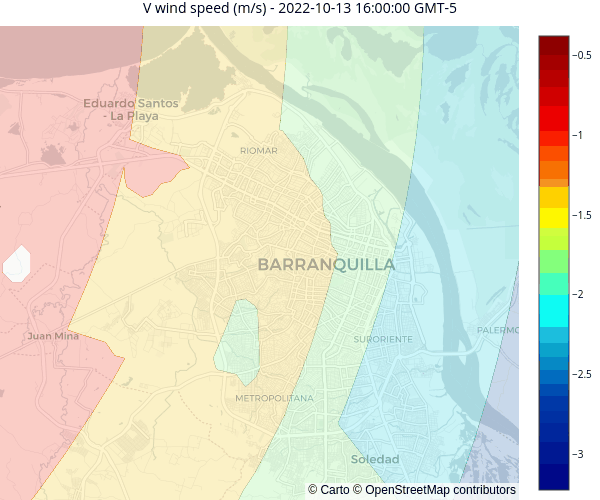 V wind speed (m/s) - 2022-10-13 16:00:00 GMT-5
−0.5
Eduardo Santos
- La Playa
−1
RIOMAR
−1.5
BARRANQUILLA
−2
PALERMO
Juan Mina
SURORIENTE
−2.5
METROPOLITANA
Soledad
−3
© Carto © OpenStreetMap contributors